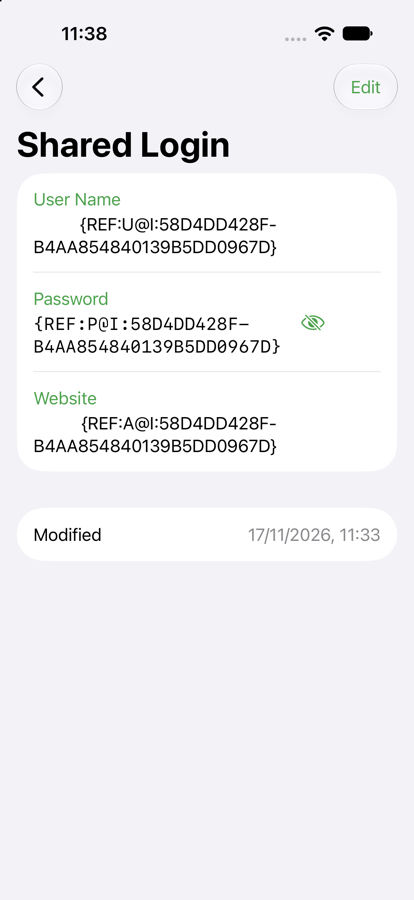 11:38
Edit
Shared Login
User Name
{REF:U@I:58D4DD428F-
B4AA854840139B5DD0967D}
Password
{REF:P@I:58D4DD428F-
B4AA854840139B5DD0967D}
Website
{REF:A@I:58D4DD428F-
B4AA854840139B5DD0967D}
Modified 17/11/2026, 11:33